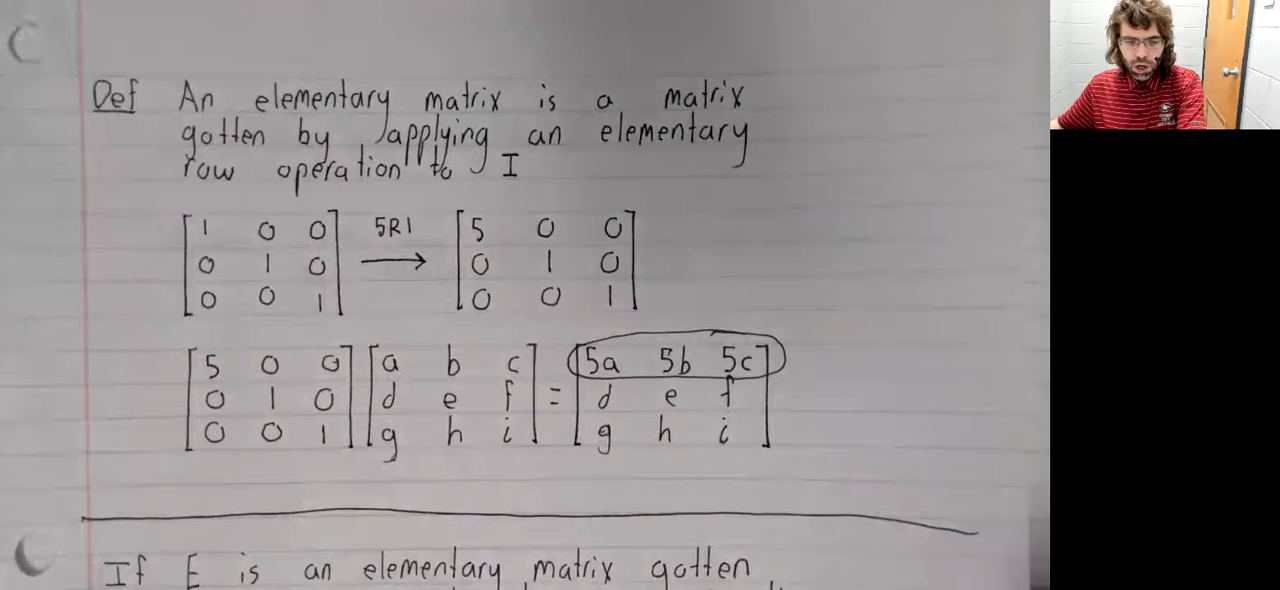 Def An elementary matrix is a matrix
gotten by applying an elementary
row operation to I
[1 0 0; 0 1 0; 0 0 1] 5R1 → [5 0 0; 0 1 0; 0 0 1]
[5 0 0; 0 1 0; 0 0 1] [a b c; d e f; g h i] = [5a 5b 5c; d e f; g h i]
If E is an elementary matrix gotten